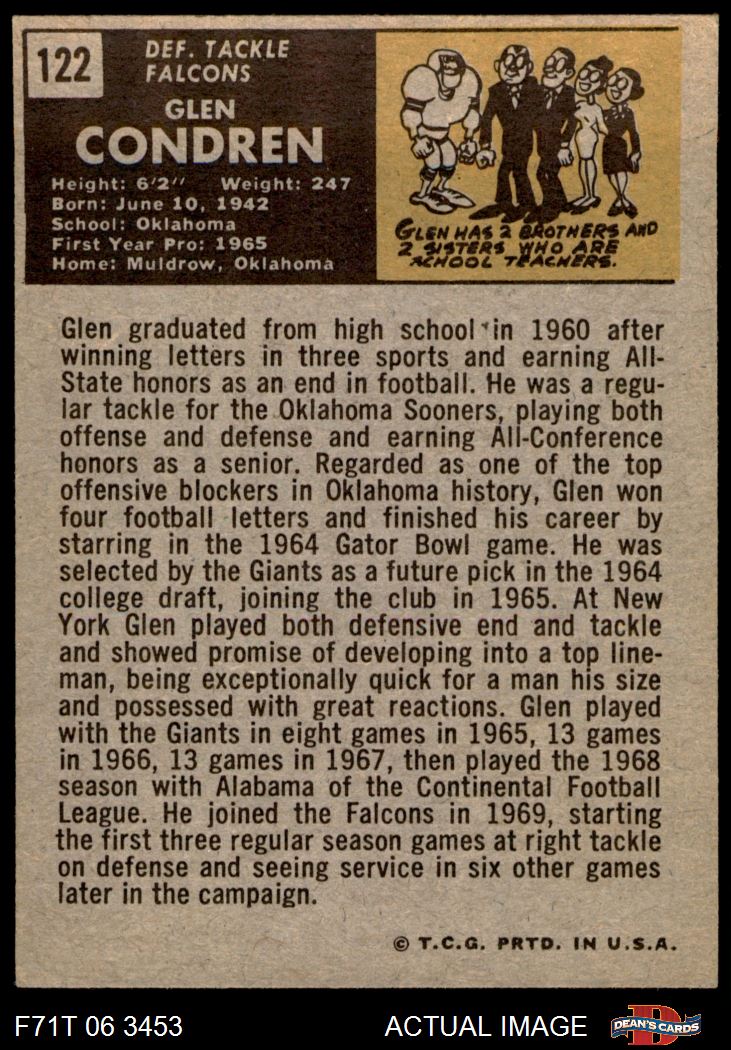 122
DEF. TACKLE
FALCONS
GLEN
CONDREN
Height: 6'2" Weight: 247
Born: June 10, 1942
School: Oklahoma
First Year Pro: 1965
Home: Muldrow, Oklahoma
GLEN HAS 2 BROTHERS AND
2 SISTERS WHO ARE
SCHOOL TEACHERS.
Glen graduated from high school in 1960 after
winning letters in three sports and earning All-
State honors as an end in football. He was a regu-
lar tackle for the Oklahoma Sooners, playing both
offense and defense and earning All-Conference
honors as a senior. Regarded as one of the top
offensive blockers in Oklahoma history, Glen won
four football letters and finished his career by
starring in the 1964 Gator Bowl game. He was
selected by the Giants as a future pick in the 1964
college draft, joining the club in 1965. At New
York Glen played both defensive end and tackle
and showed promise of developing into a top line-
man, being exceptionally quick for a man his size
and possessed with great reactions. Glen played
with the Giants in eight games in 1965, 13 games
in 1966, 13 games in 1967, then played the 1968
season with Alabama of the Continental Football
League. He joined the Falcons in 1969, starting
the first three regular season games at right tackle
on defense and seeing service in six other games
later in the campaign.
© T.C.G. PRTD. IN U.S.A.
F71T 06 3453
ACTUAL IMAGE
D
DEAN'S CARDS